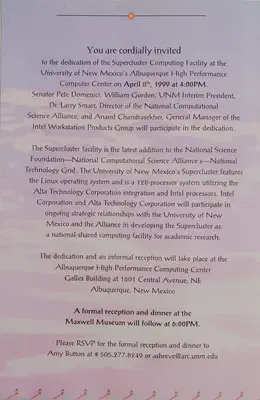 You are cordially invited
to the dedication of the Supercluster Computing Facility at the
University of New Mexico's Albuquerque High Performance
Computer Center on April 8th, 1999 at 4:00PM.
Senator Pete Domenici, William Gordon, UNM Interim President,
Dr. Larry Smarr, Director of the National Computational
Science Alliance, and Anand Chandrasekher, General Manager of the
Intel Workstation Products Group will participate in the dedication.
The Supercluster facility is the latest addition to the National Science
Foundation—National Computational Science Alliance's—National
Technology Grid. The University of New Mexico's Supercluster features
the Linux operating system and is a 128-processor system utilizing the
Alta Technology Corporation integration and Intel processors. Intel
Corporation and Alta Technology Corporation will participate in
ongoing strategic relationships with the University of New
Mexico and the Alliance in developing the Supercluster as
a national-shared computing facility for academic research.
The dedication and an informal reception will take place at the
Albuquerque High Performance Computing Center
Galles Building at 1601 Central Avenue, NE
Albuquerque, New Mexico
A formal reception and dinner at the
Maxwell Museum will follow at 6:00PM.
Please RSVP for the formal reception and dinner to
Amy Button at # 505.277.8249 or ashreve@arc.unm.edu